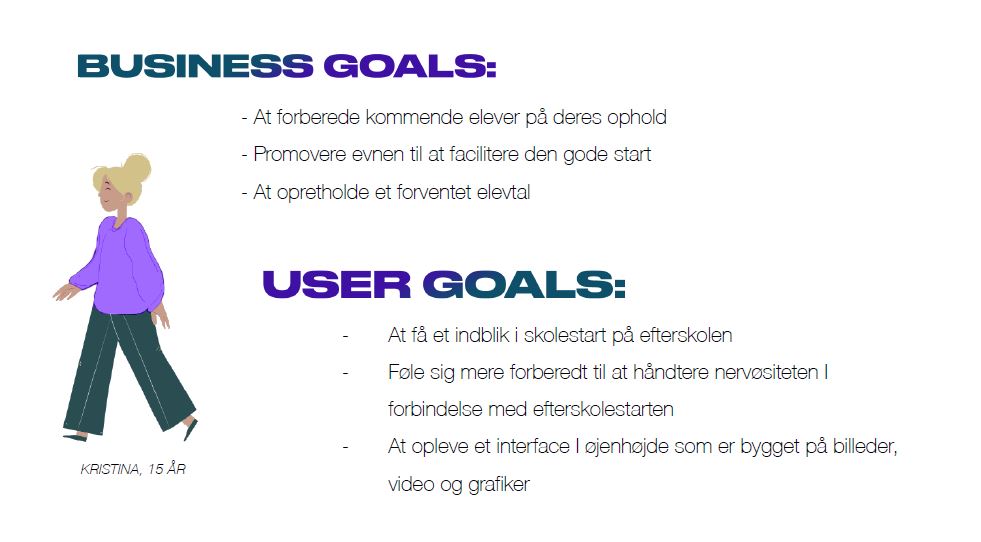 BUSINESS GOALS:
- At forberede kommende elever på deres ophold
- Promovere evnen til at facilitere den gode start
- At opretholde et forventet elevtal
USER GOALS:
- At få et indblik i skolestart på efterskolen
- Føle sig mere forberedt til at håndtere nervøsiteten I
forbindelse med efterskolestarten
- At opleve et interface I øjenhøjde som er bygget på billeder,
video og grafiker
KRISTINA, 15 ÅR